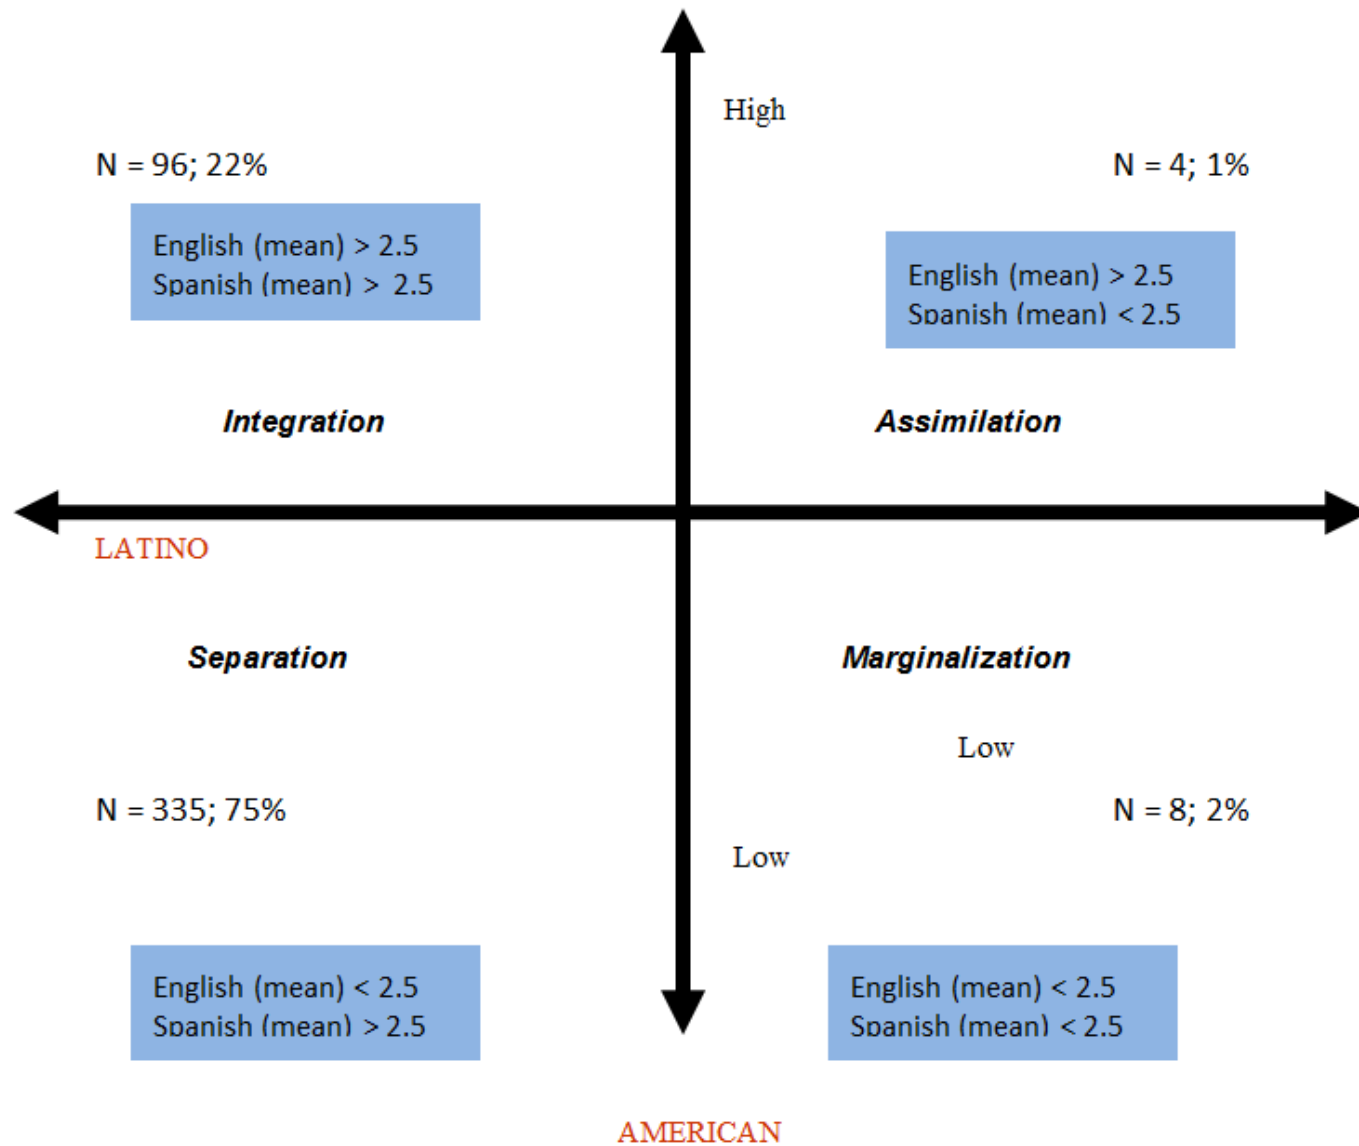 High
N = 96; 22%
N = 4; 1%
English (mean) > 2.5
Spanish (mean) > 2.5
English (mean) > 2.5
Spanish (mean) < 2.5
Integration
Assimilation
LATINO
Separation
Marginalization
Low
N = 335; 75%
N = 8; 2%
Low
English (mean) < 2.5
Spanish (mean) > 2.5
English (mean) < 2.5
Spanish (mean) < 2.5
AMERICAN